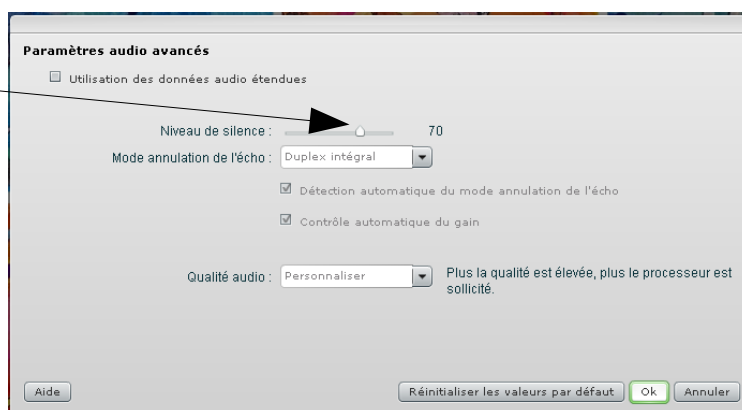 Paramètres audio avancés
Utilisation des données audio étendues
Niveau de silence : 70
Mode annulation de l'écho : Duplex intégral
Détection automatique du mode annulation de l'écho
Contrôle automatique du gain
Qualité audio : Personnaliser Plus la qualité est élevée, plus le processeur est
sollicité.
Aide Réinitialiser les valeurs par défaut Ok Annuler